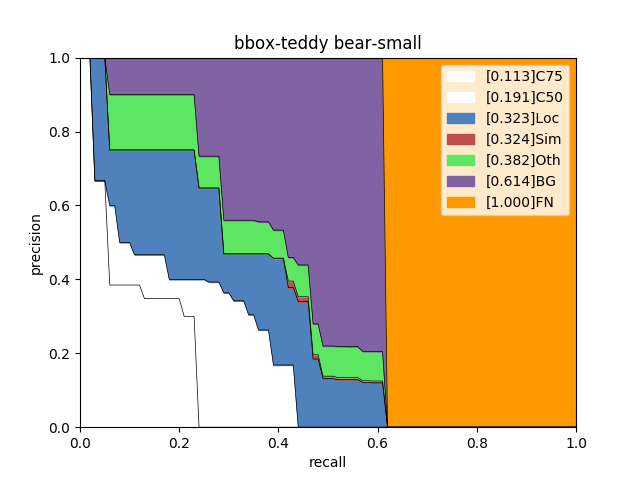 bbox-teddy bear-small
[0.113]C75
[0.191]C50
[0.323]Loc
[0.324]Sim
[0.382]Oth
[0.614]BG
[1.000]FN
precision
1.0
0.8
0.6
0.4
0.2
0.0
0.0 0.2 0.4 0.6 0.8 1.0
recall